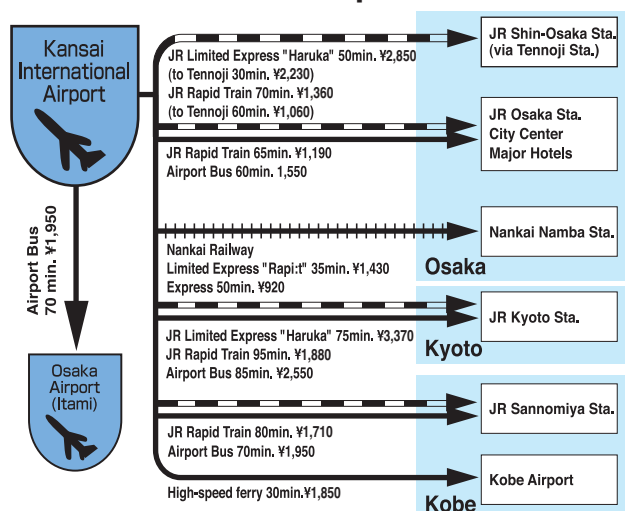 Kansai
International
Airport
JR Limited Express "Haruka" 50min. ¥2,850
(to Tennoji 30min. ¥2,230)
JR Rapid Train 70min. ¥1,360
(to Tennoji 60min. ¥1,060)
JR Shin-Osaka Sta.
(via Tennoji Sta.)
JR Rapid Train 65min. ¥1,190
Airport Bus 60min. 1,550
JR Osaka Sta.
City Center
Major Hotels
Nankai Railway
Limited Express "Rapi:t" 35min. ¥1,430
Express 50min. ¥920
Nankai Namba Sta.
Osaka
JR Limited Express "Haruka" 75min. ¥3,370
JR Rapid Train 95min. ¥1,880
Airport Bus 85min. ¥2,550
JR Kyoto Sta.
Kyoto
JR Rapid Train 80min. ¥1,710
Airport Bus 70min. ¥1,950
JR Sannomiya Sta.
High-speed ferry 30min.¥1,850
Kobe Airport
Kobe
Airport Bus
70 min. ¥1,950
Osaka
Airport
(Itami)